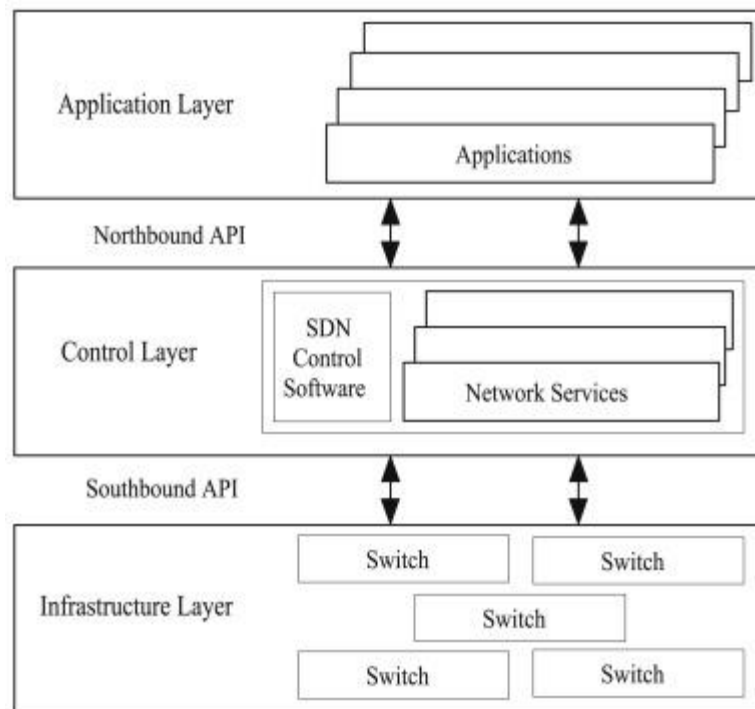 Application Layer
Applications
Northbound API
Control Layer
SDN
Control
Software
Network Services
Southbound API
Infrastructure Layer
Switch
Switch
Switch
Switch
Switch